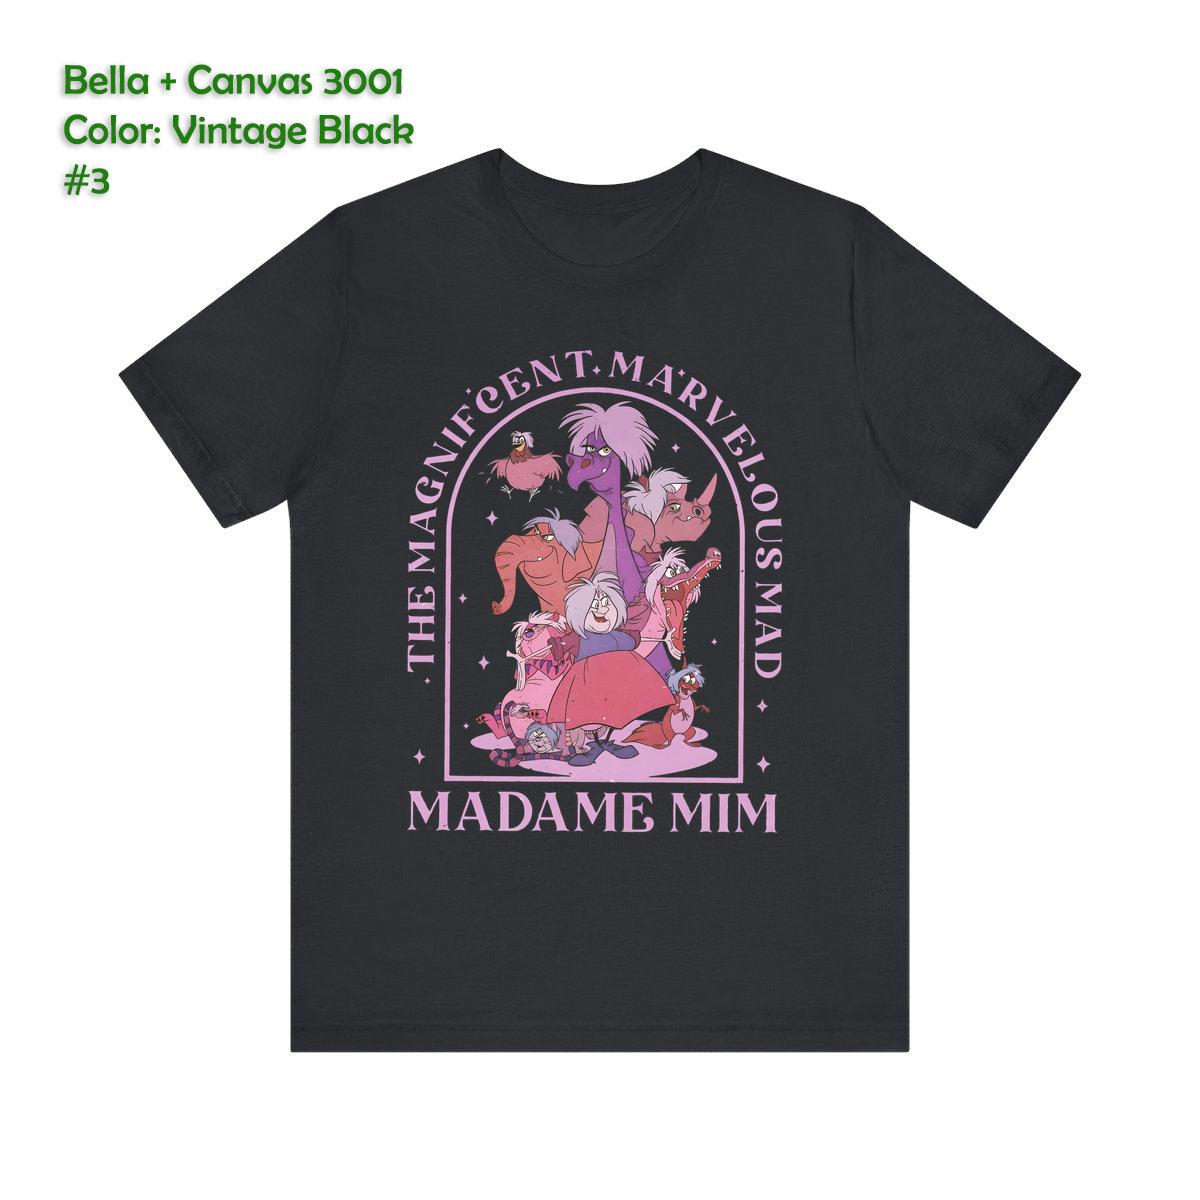 Bella + Canvas 3001
Color: Vintage Black
#3
THE MAGNIFCENT. MARVELOUS MAD
MADAME MIM